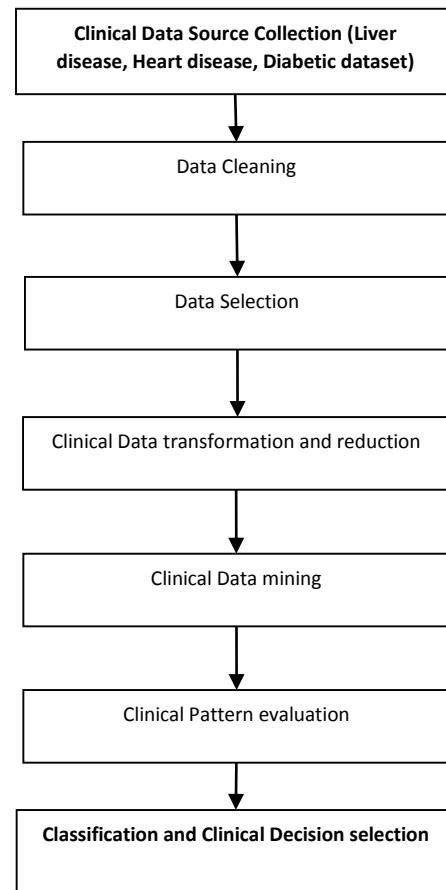 Clinical Data Source Collection (Liver
disease, Heart disease, Diabetic dataset)
Data Cleaning
Data Selection
Clinical Data transformation and reduction
Clinical Data mining
Clinical Pattern evaluation
Classification and Clinical Decision selection